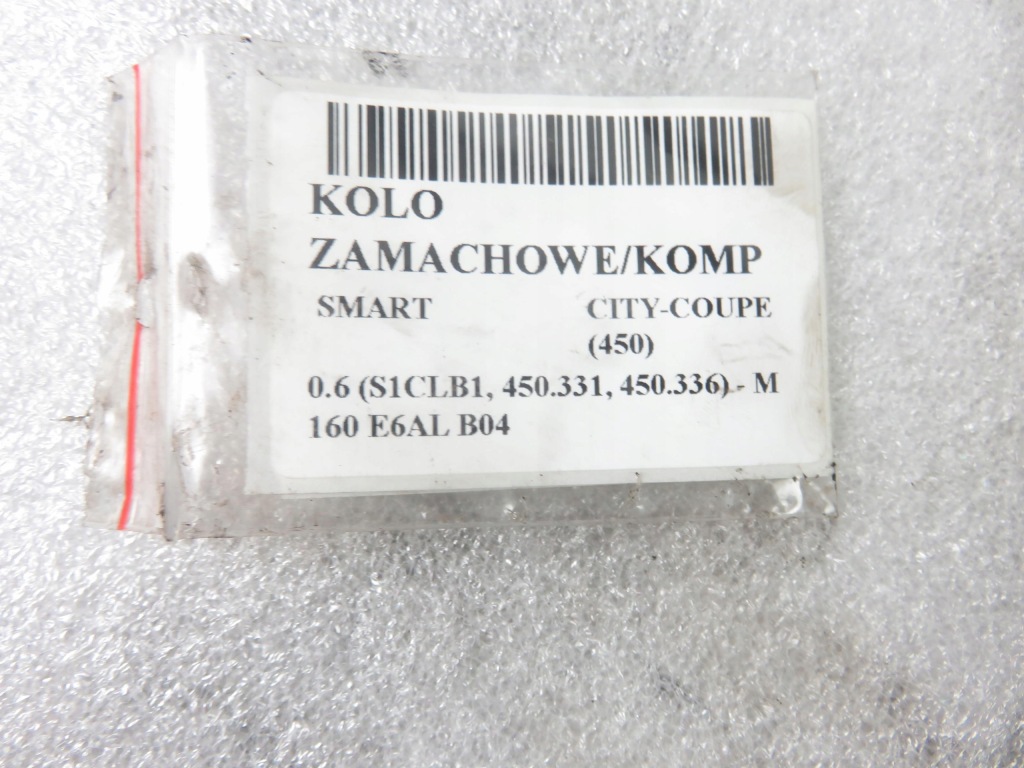 KOLO
ZAMACHOWE/KOMP
SMART CITY-COUPE
(450)
0.6 (S1CLB1, 450.331, 450.336) - M
160 E6AL B04